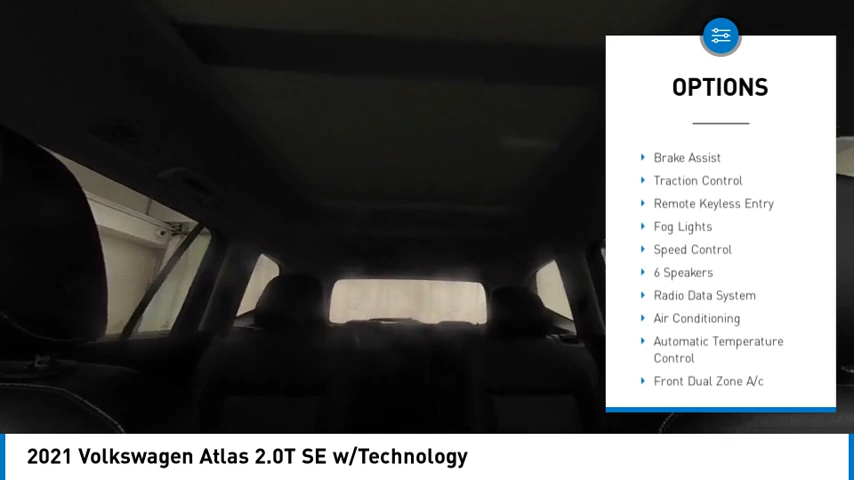 OPTIONS
Brake Assist
Traction Control
Remote Keyless Entry
Fog Lights
Speed Control
6 Speakers
Radio Data System
Air Conditioning
Automatic Temperature
Control
Front Dual Zone A/c
2021 Volkswagen Atlas 2.0T SE w/Technology